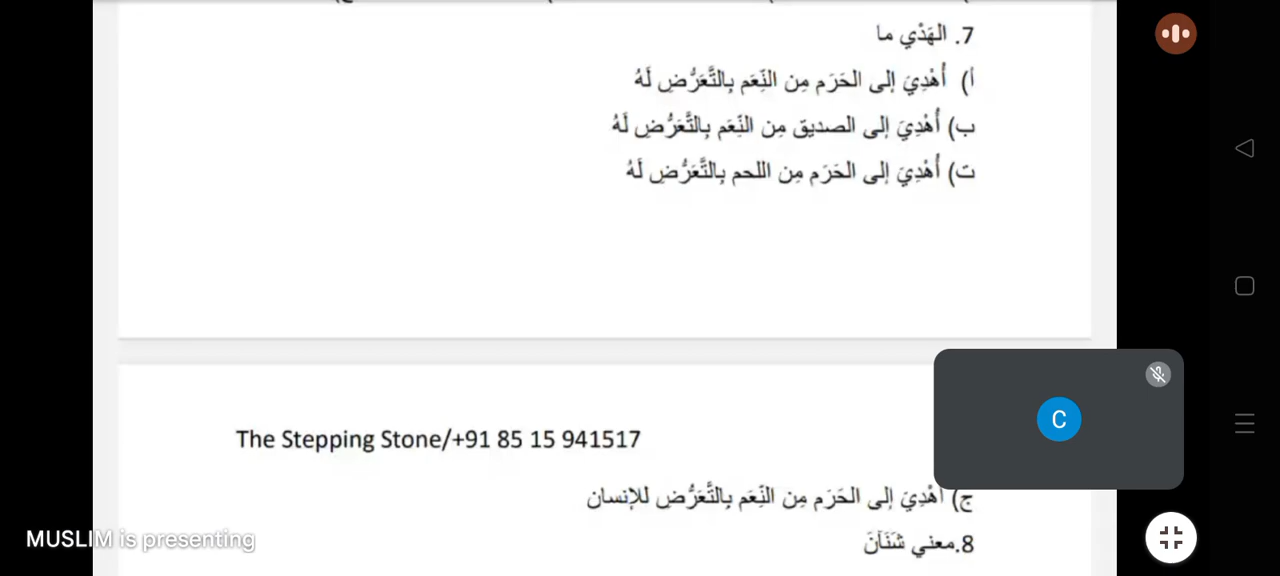 7. الهَدْي ما
أ) أُهْدِيَ إلى الحَرَم مِن النِّعَم بِالتَّعَرُّضِ لَهُ
ب) أُهْدِيَ إلى الصديق مِن النِّعَم بِالتَّعَرُّضِ لَهُ
ت) أُهْدِيَ إلى الحَرَم مِن اللحم بِالتَّعَرُّضِ لَهُ
The Stepping Stone/+91 85 15 941517
C
ج) أُهْدِيَ إلى الحَرَم مِن النِّعَم بِالتَّعَرُّضِ للإنسان
MUSLIM is presenting
8.معني شَنَآنَ